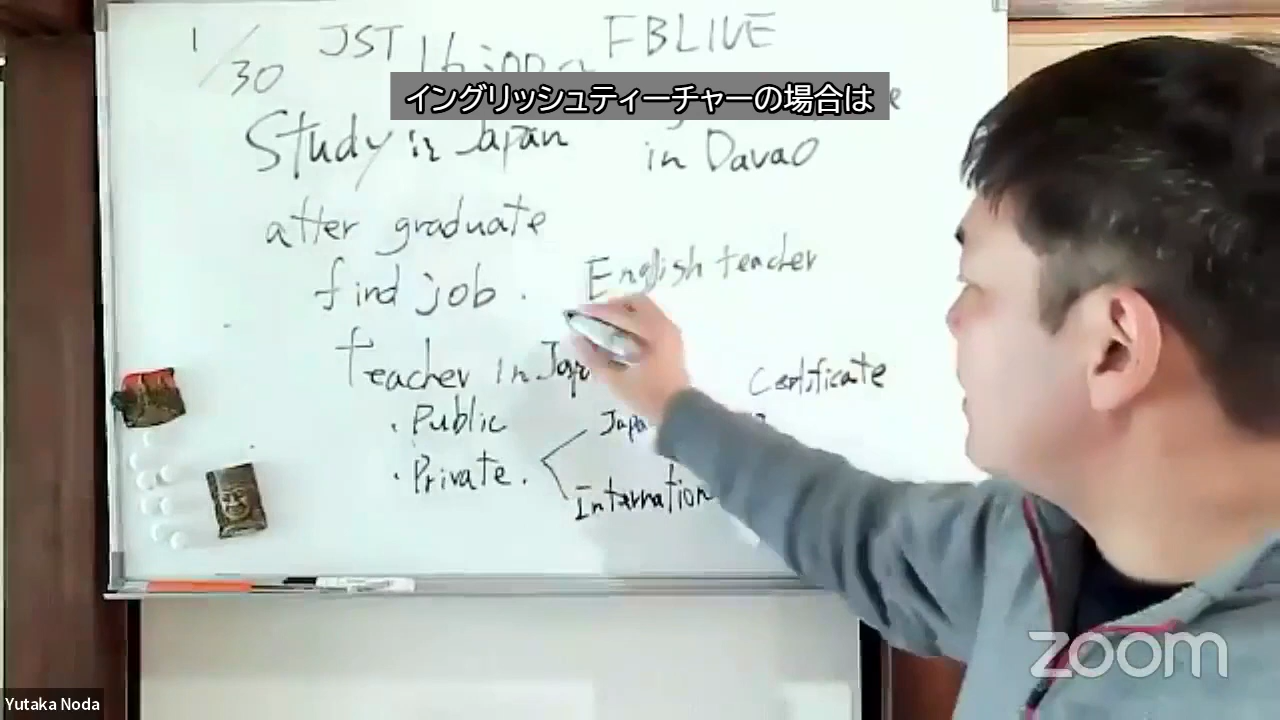 1/30 JST FBLIVE
イングリッシュティーチャーの場合は
Study in Japan
in Davao
after graduate
find job.
English teacher
teacher in
Certificate
・Public
・Private.
Internation
zoom
Yutaka Noda